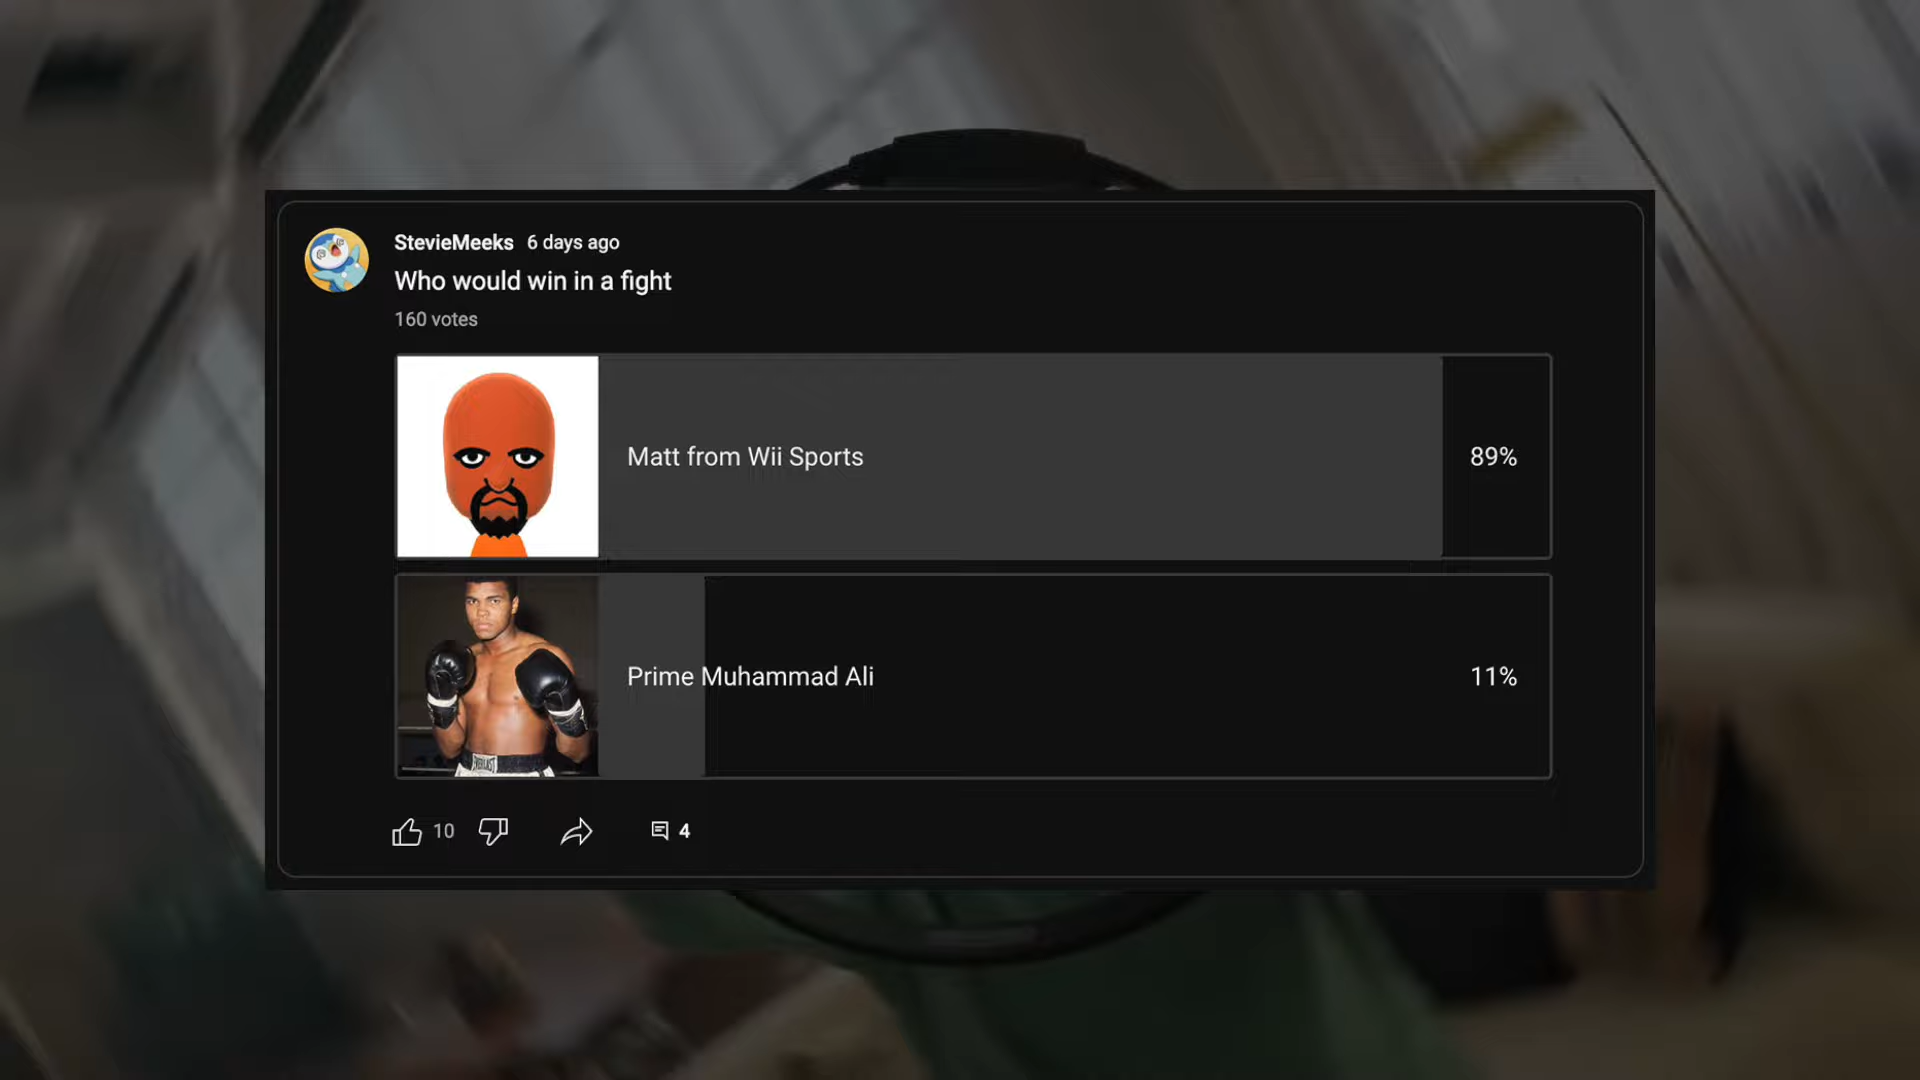 StevieMeeks 6 days ago
Who would win in a fight
160 votes
Matt from Wii Sports
89%
Prime Muhammad Ali
11%
EVERLAST
10
4